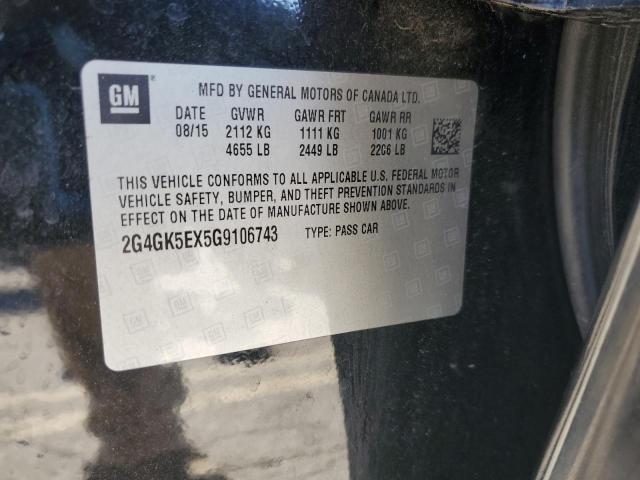 GM
MFD BY GENERAL MOTORS OF CANADA LTD.
DATE GVWR GAWR FRT GAWR RR
08/15 2112 KG 1111 KG 1001 KG
4655 LB 2449 LB 2206 LB
THIS VEHICLE CONFORMS TO ALL APPLICABLE U.S. FEDERAL MOTOR
VEHICLE SAFETY, BUMPER, AND THEFT PREVENTION STANDARDS IN
EFFECT ON THE DATE OF MANUFACTURE SHOWN ABOVE.
2G4GK5EX5G9106743 TYPE: PASS CAR